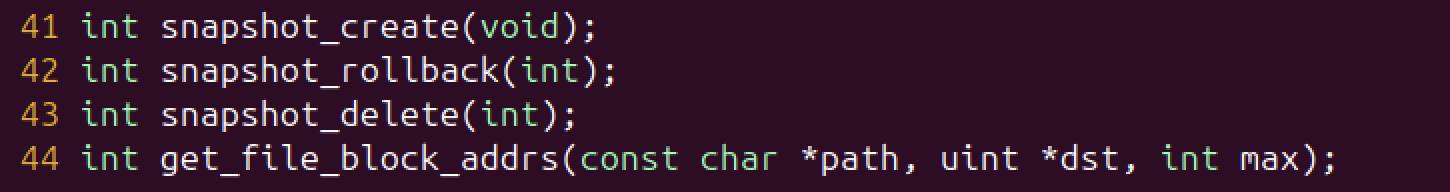 41 int snapshot_create(void);
42 int snapshot_rollback(int);
43 int snapshot_delete(int);
44 int get_file_block_addrs(const char *path, uint *dst, int max);